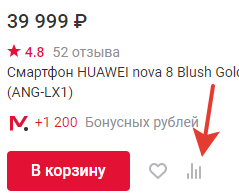 39 999 ₽
4.8 52 отзыва
Смартфон HUAWEI nova 8 Blush Gold
(ANG-LX1)
+1 200 Бонусных рублей
В корзину